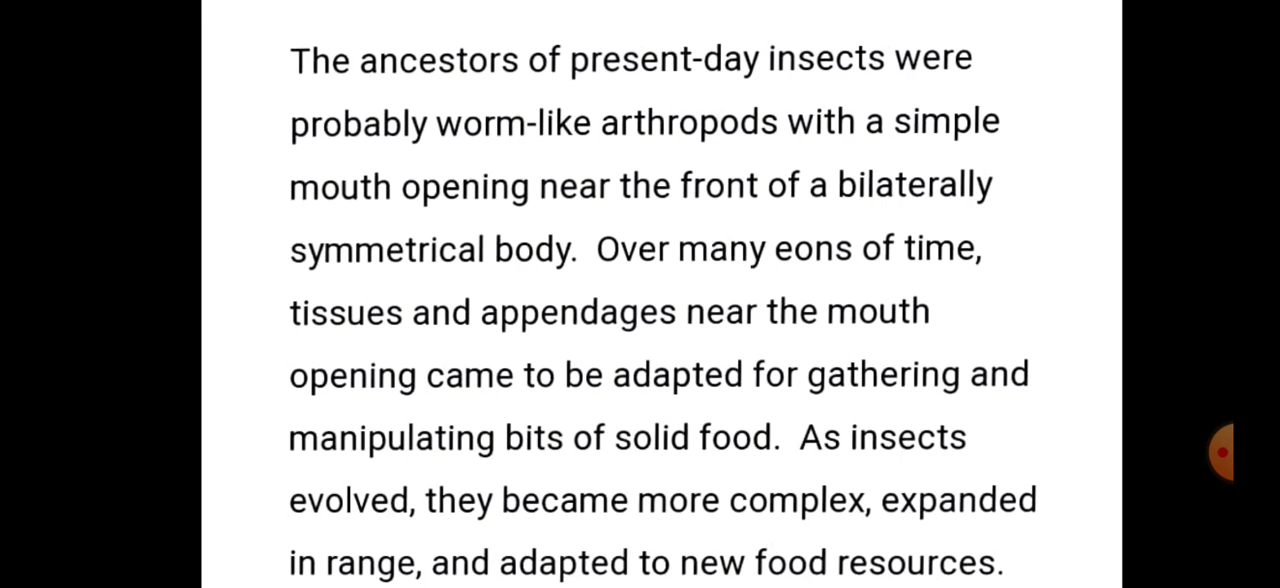 The ancestors of present-day insects were
probably worm-like arthropods with a simple
mouth opening near the front of a bilaterally
symmetrical body.  Over many eons of time,
tissues and appendages near the mouth
opening came to be adapted for gathering and
manipulating bits of solid food.  As insects
evolved, they became more complex, expanded
in range, and adapted to new food resources.